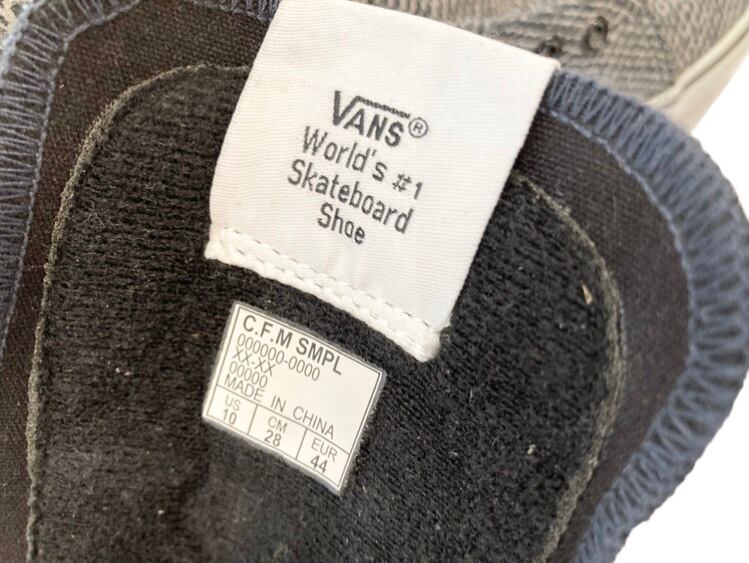 VANS®
World's #1
Skateboard
Shoe
C.F.M SMPL
000000-0000
XX-XX
00000
MADE IN CHINA
US CM EUR
10 28 44